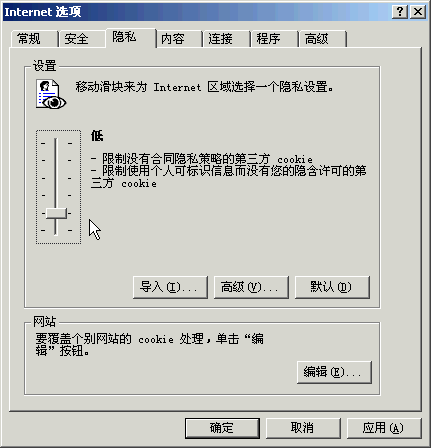 Internet 选项
常规 安全 隐私 内容 连接 程序 高级
设置
移动滑块来为 Internet 区域选择一个隐私设置。
低
- 限制没有合同隐私策略的第三方 cookie
- 限制使用个人可标识信息而没有您的隐含许可的第
三方 cookie
导入(I)... 高级(V)... 默认(D)
网站
要覆盖个别网站的 cookie 处理，单击“编
辑”按钮。
编辑(E)...
确定 取消 应用(A)